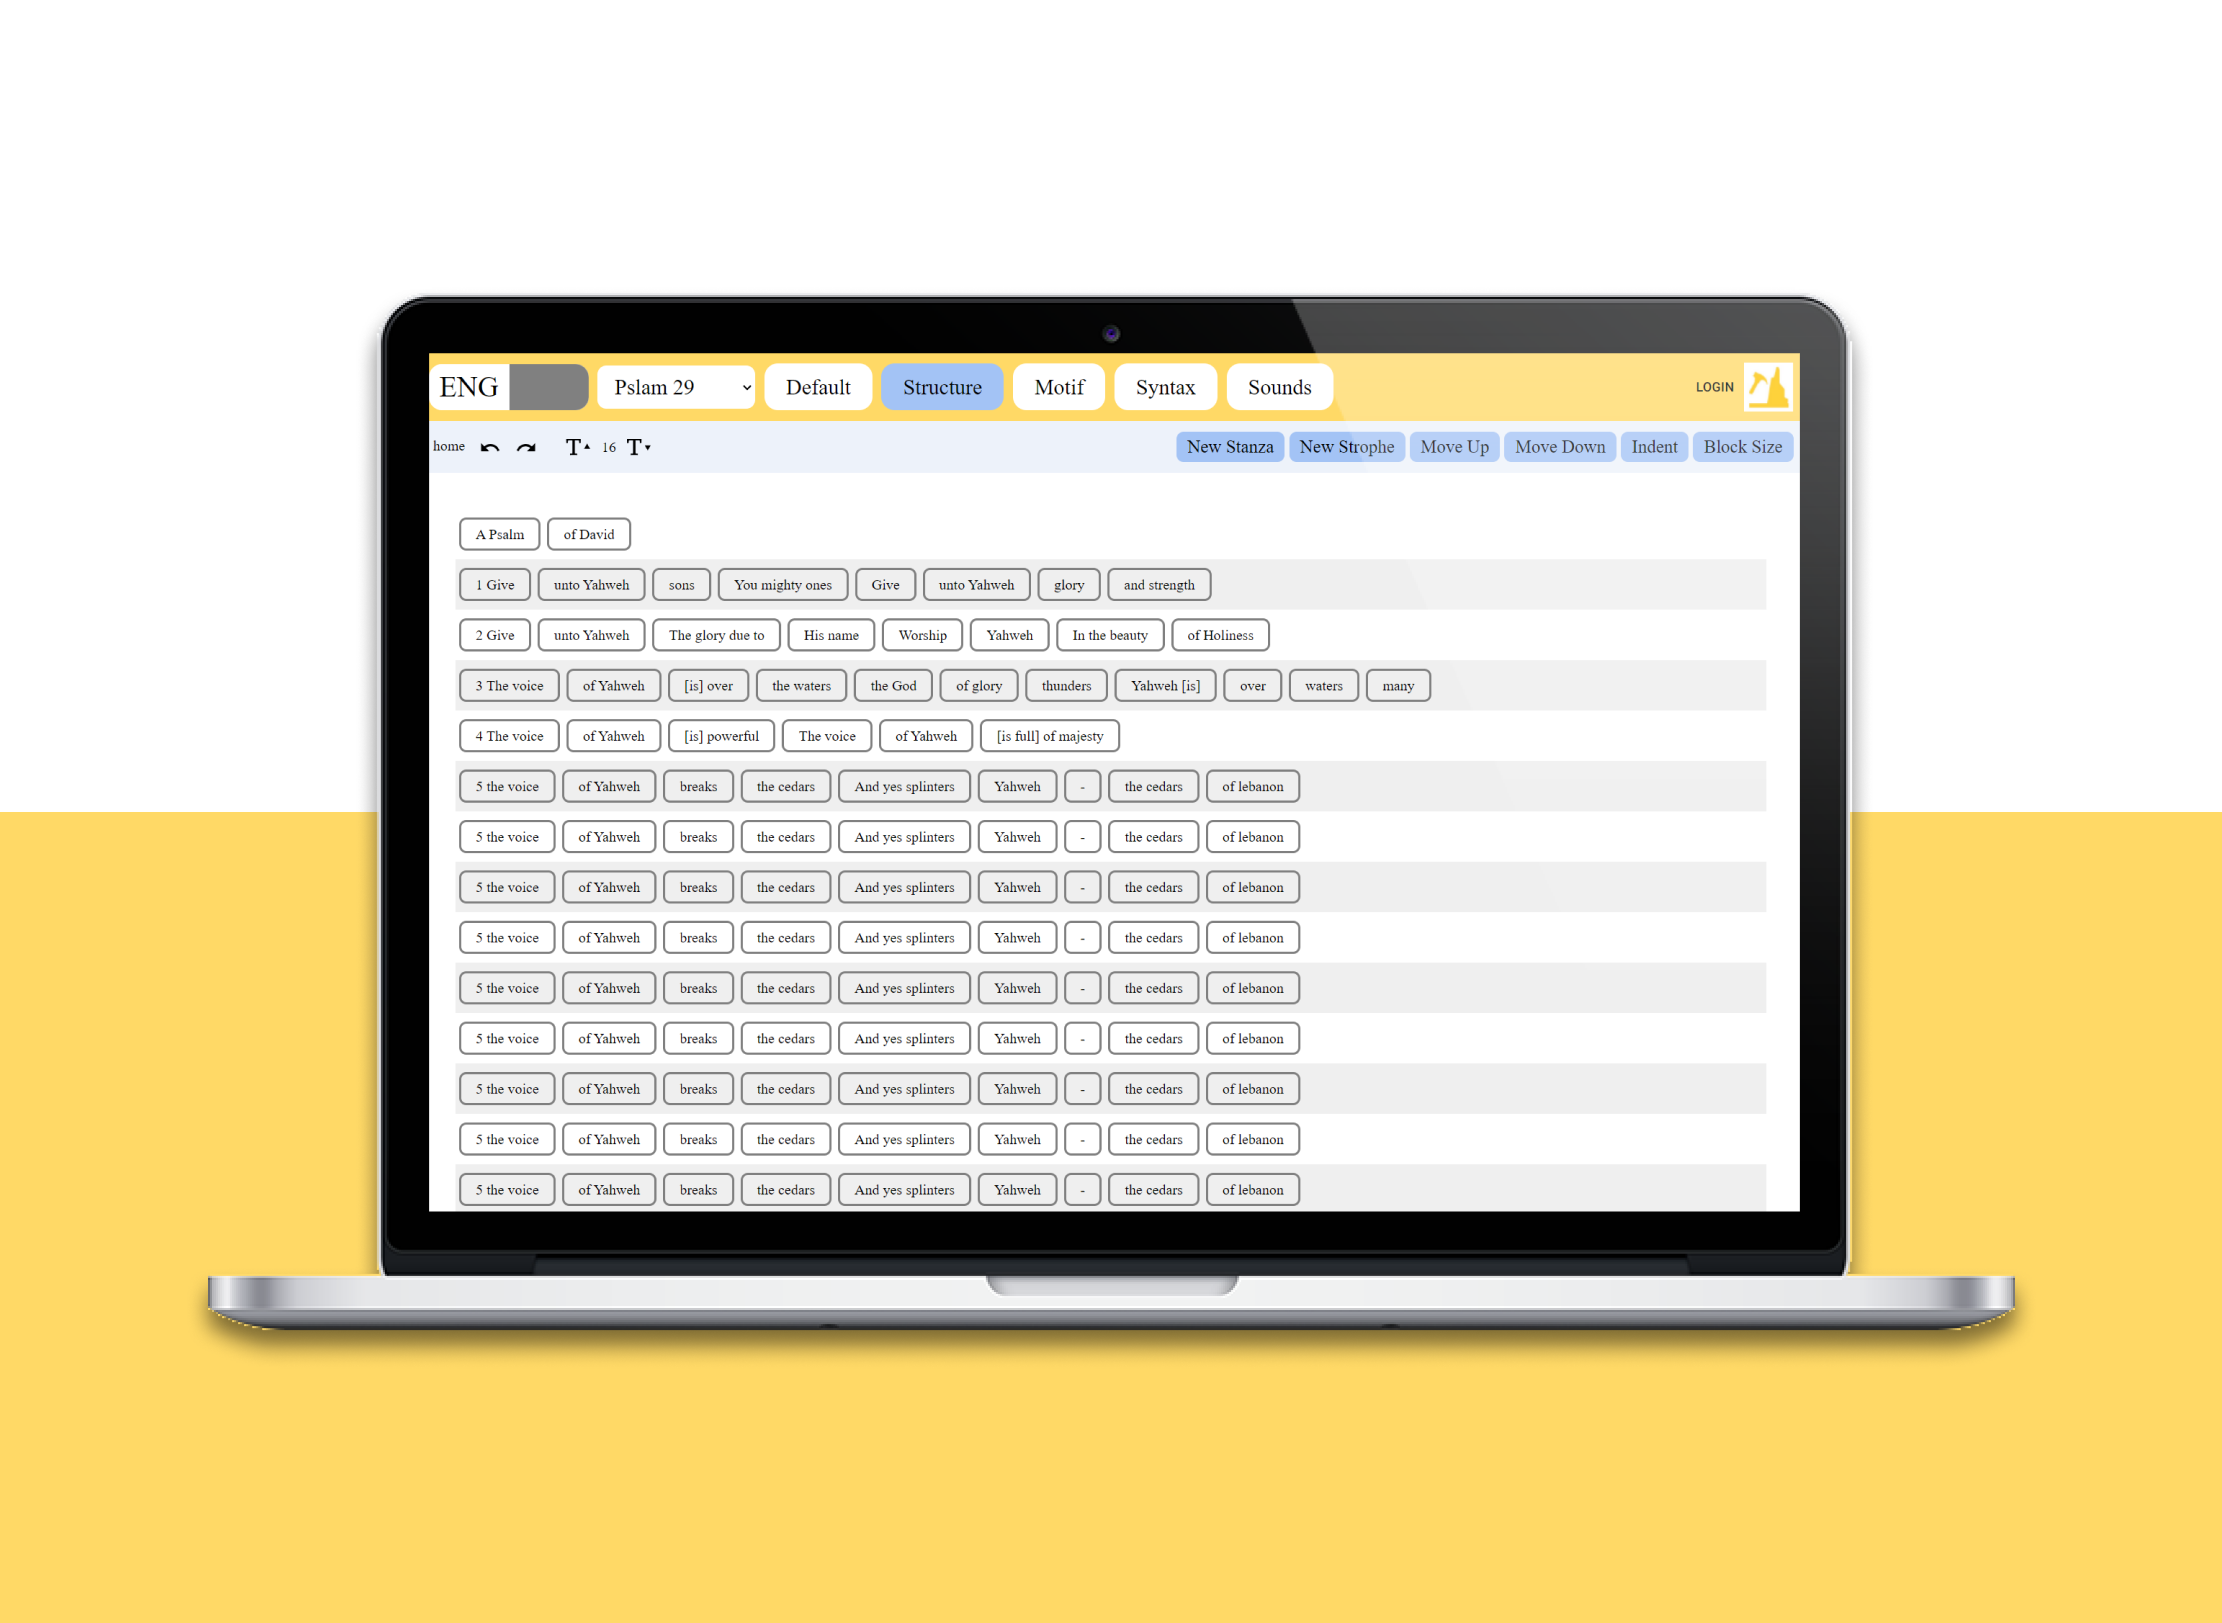 ENG Pslam 29 Default Structure Motif Syntax Sounds LOGIN
home T 16 T New Stanza New Strophe Move Up Move Down Indent Block Size
A Psalm of David
1 Give unto Yahweh sons You mighty ones Give unto Yahweh glory and strength
2 Give unto Yahweh The glory due to His name Worship Yahweh In the beauty of Holiness
3 The voice of Yahweh [is] over the waters the God of glory thunders Yahweh [is] over waters many
4 The voice of Yahweh [is] powerful The voice of Yahweh [is full] of majesty
5 the voice of Yahweh breaks the cedars And yes splinters Yahweh - the cedars of lebanon
5 the voice of Yahweh breaks the cedars And yes splinters Yahweh - the cedars of lebanon
5 the voice of Yahweh breaks the cedars And yes splinters Yahweh - the cedars of lebanon
5 the voice of Yahweh breaks the cedars And yes splinters Yahweh - the cedars of lebanon
5 the voice of Yahweh breaks the cedars And yes splinters Yahweh - the cedars of lebanon
5 the voice of Yahweh breaks the cedars And yes splinters Yahweh - the cedars of lebanon
5 the voice of Yahweh breaks the cedars And yes splinters Yahweh - the cedars of lebanon
5 the voice of Yahweh breaks the cedars And yes splinters Yahweh - the cedars of lebanon
5 the voice of Yahweh breaks the cedars And yes splinters Yahweh - the cedars of lebanon